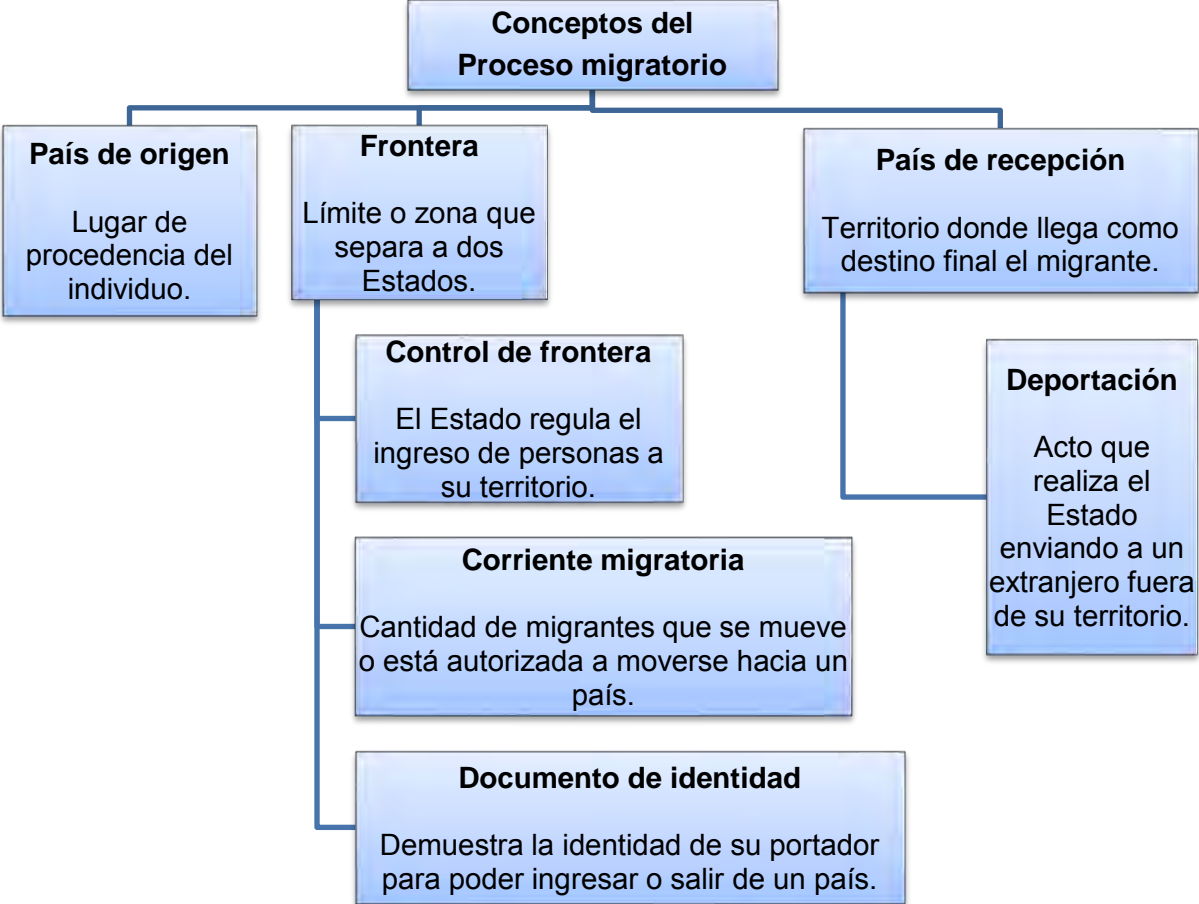 Conceptos del
Proceso migratorio
País de origen
Lugar de
procedencia del
individuo.
Frontera
Límite o zona que
separa a dos
Estados.
País de recepción
Territorio donde llega como
destino final el migrante.
Control de frontera
El Estado regula el
ingreso de personas a
su territorio.
Corriente migratoria
Cantidad de migrantes que se mueve
o está autorizada a moverse hacia un
país.
Documento de identidad
Demuestra la identidad de su portador
para poder ingresar o salir de un país.
Deportación
Acto que
realiza el
Estado
enviando a un
extranjero fuera
de su territorio.